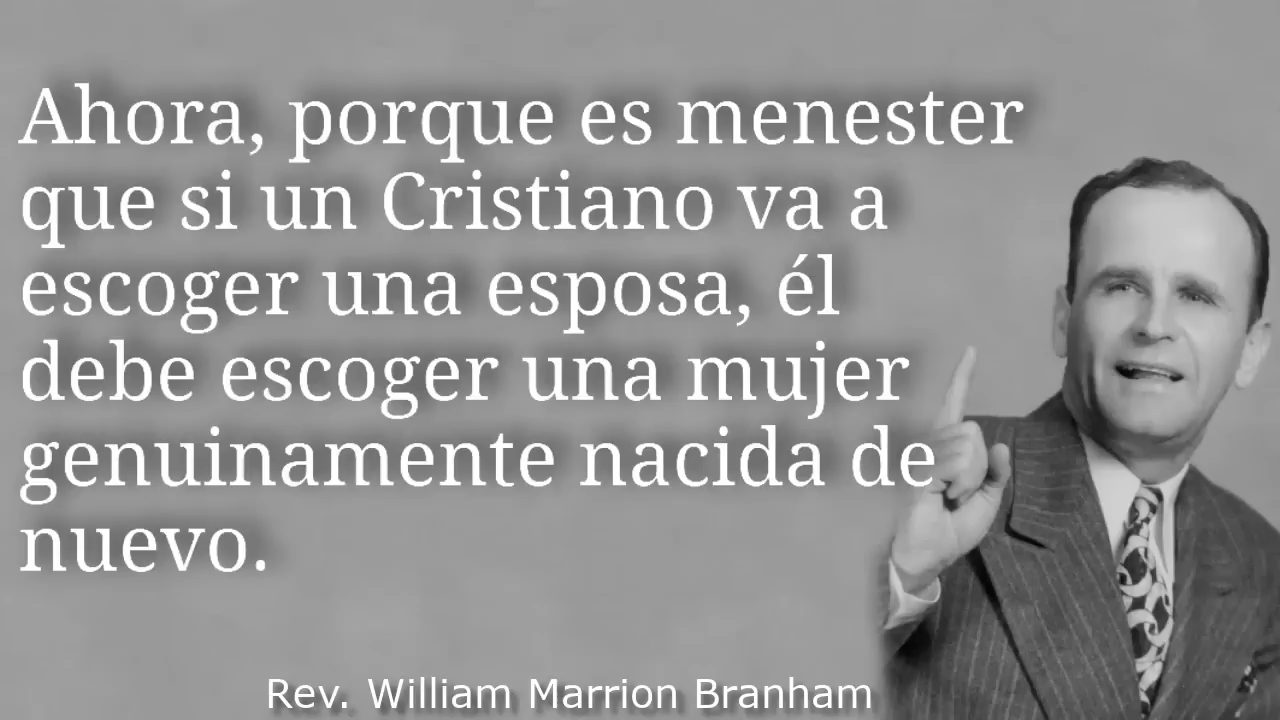 Ahora, porque es menester
que si un Cristiano va a
escoger una esposa, él
debe escoger una mujer
genuinamente nacida de
nuevo.
Rev. William Marrion Branham